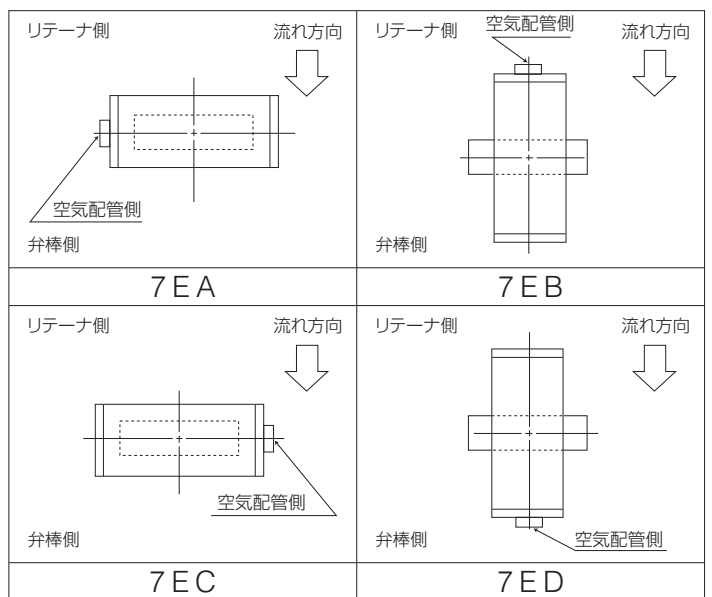 リテーナ側
流れ方向
空気配管側
弁棒側
7EA
リテーナ側
空気配管側
流れ方向
弁棒側
7EB
リテーナ側
流れ方向
空気配管側
弁棒側
7EC
リテーナ側
流れ方向
弁棒側
空気配管側
7ED